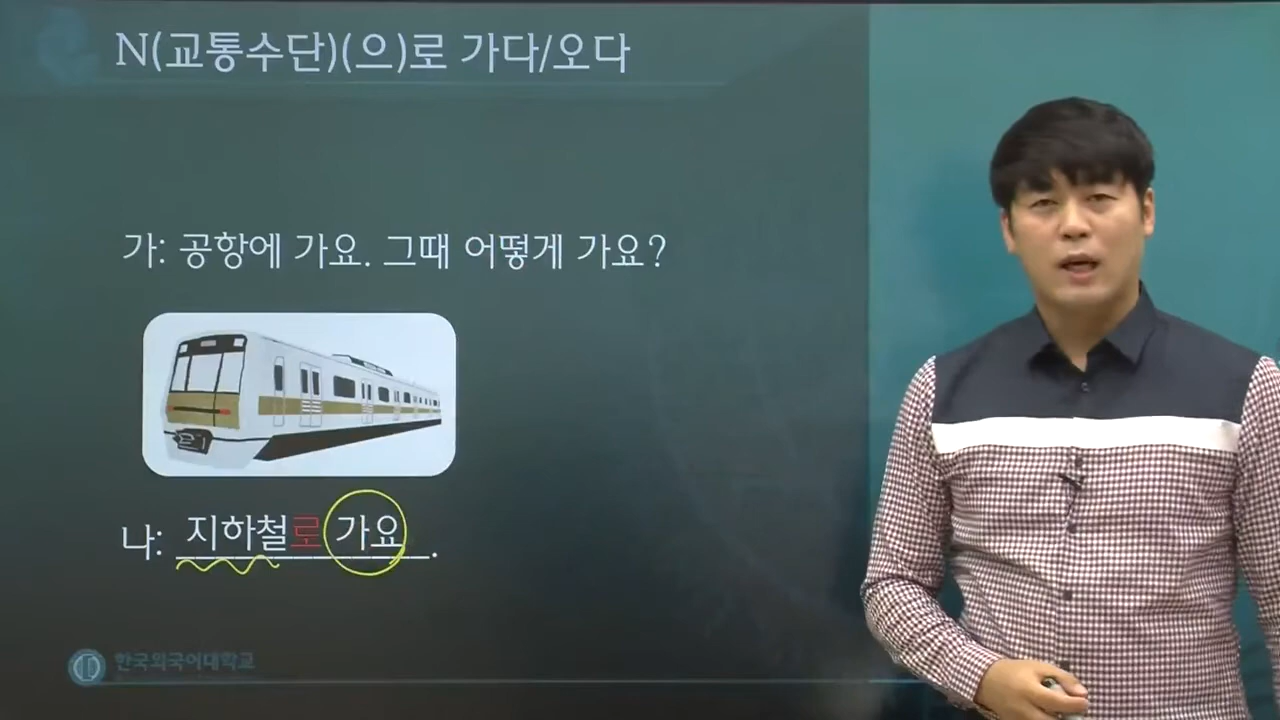 N(교통수단)(으)로 가다/오다
가: 공항에 가요. 그때 어떻게 가요?
나: 지하철로 가요.
한국외국어대학교